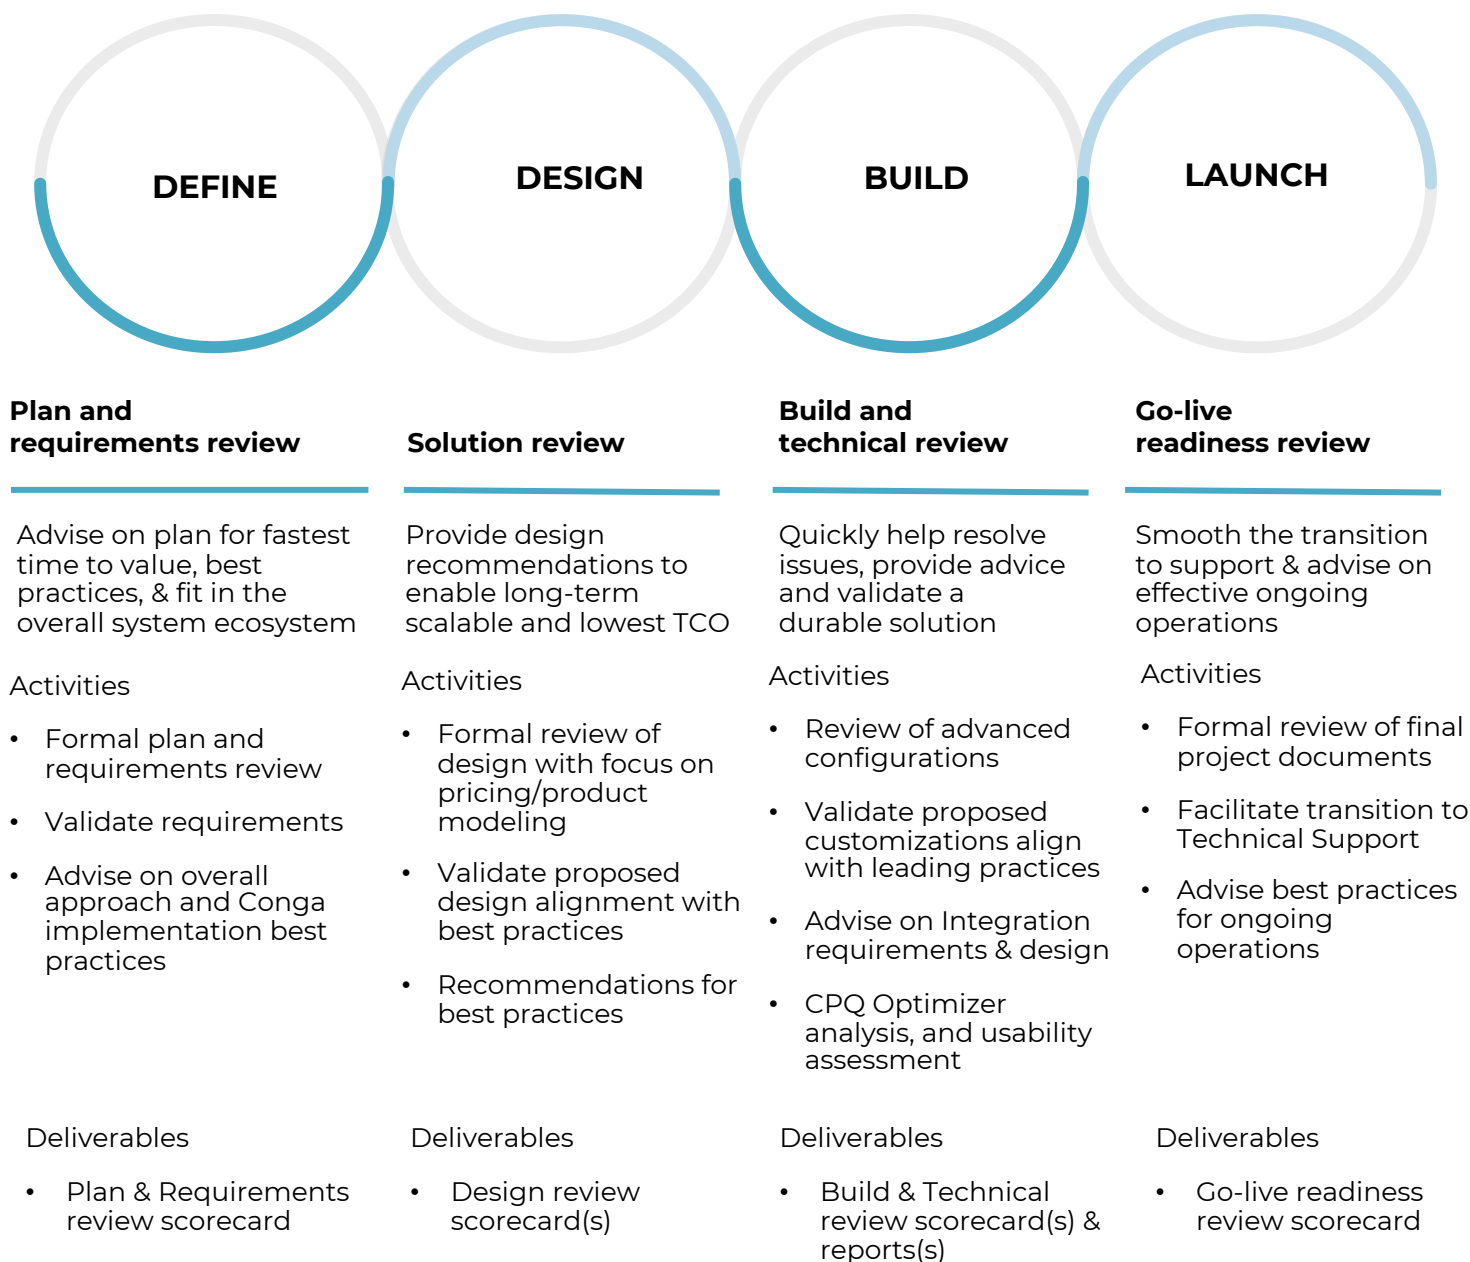 DEFINE
DESIGN
BUILD
LAUNCH
Plan and
requirements review
Advise on plan for fastest
time to value, best
practices, & fit in the
overall system ecosystem
Activities
• Formal plan and
requirements review
• Validate requirements
• Advise on overall
approach and Conga
implementation best
practices
Deliverables
• Plan & Requirements
review scorecard
Solution review
Provide design
recommendations to
enable long-term
scalable and lowest TCO
Activities
• Formal review of
design with focus on
pricing/product
modeling
• Validate proposed
design alignment with
best practices
• Recommendations for
best practices
Deliverables
• Design review
scorecard(s)
Build and
technical review
Quickly help resolve
issues, provide advice
and validate a
durable solution
Activities
• Review of advanced
configurations
• Validate proposed
customizations align
with leading practices
• Advise on Integration
requirements & design
• CPQ Optimizer
analysis, and usability
assessment
Deliverables
• Build & Technical
review scorecard(s) &
reports(s)
Go-live
readiness review
Smooth the transition
to support & advise on
effective ongoing
operations
Activities
• Formal review of final
project documents
• Facilitate transition to
Technical Support
• Advise best practices
for ongoing
operations
Deliverables
• Go-live readiness
review scorecard